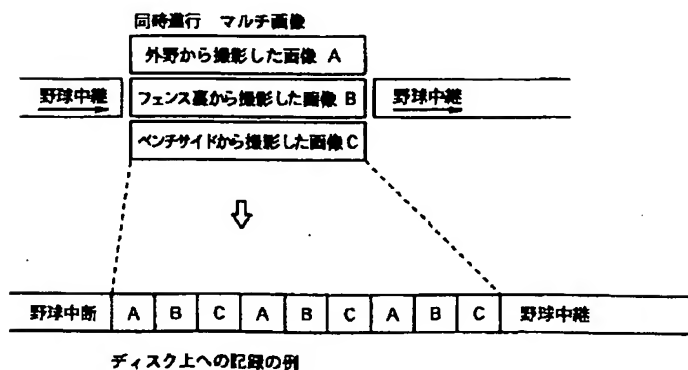 同時進行 マルチ画像
外野から撮影した画像 A
野球中継 フェンス裏から撮影した画像 B 野球中継
ベンチサイドから撮影した画像 C
野球中断 A B C A B C A B C 野球中継
ディスク上への記録の例